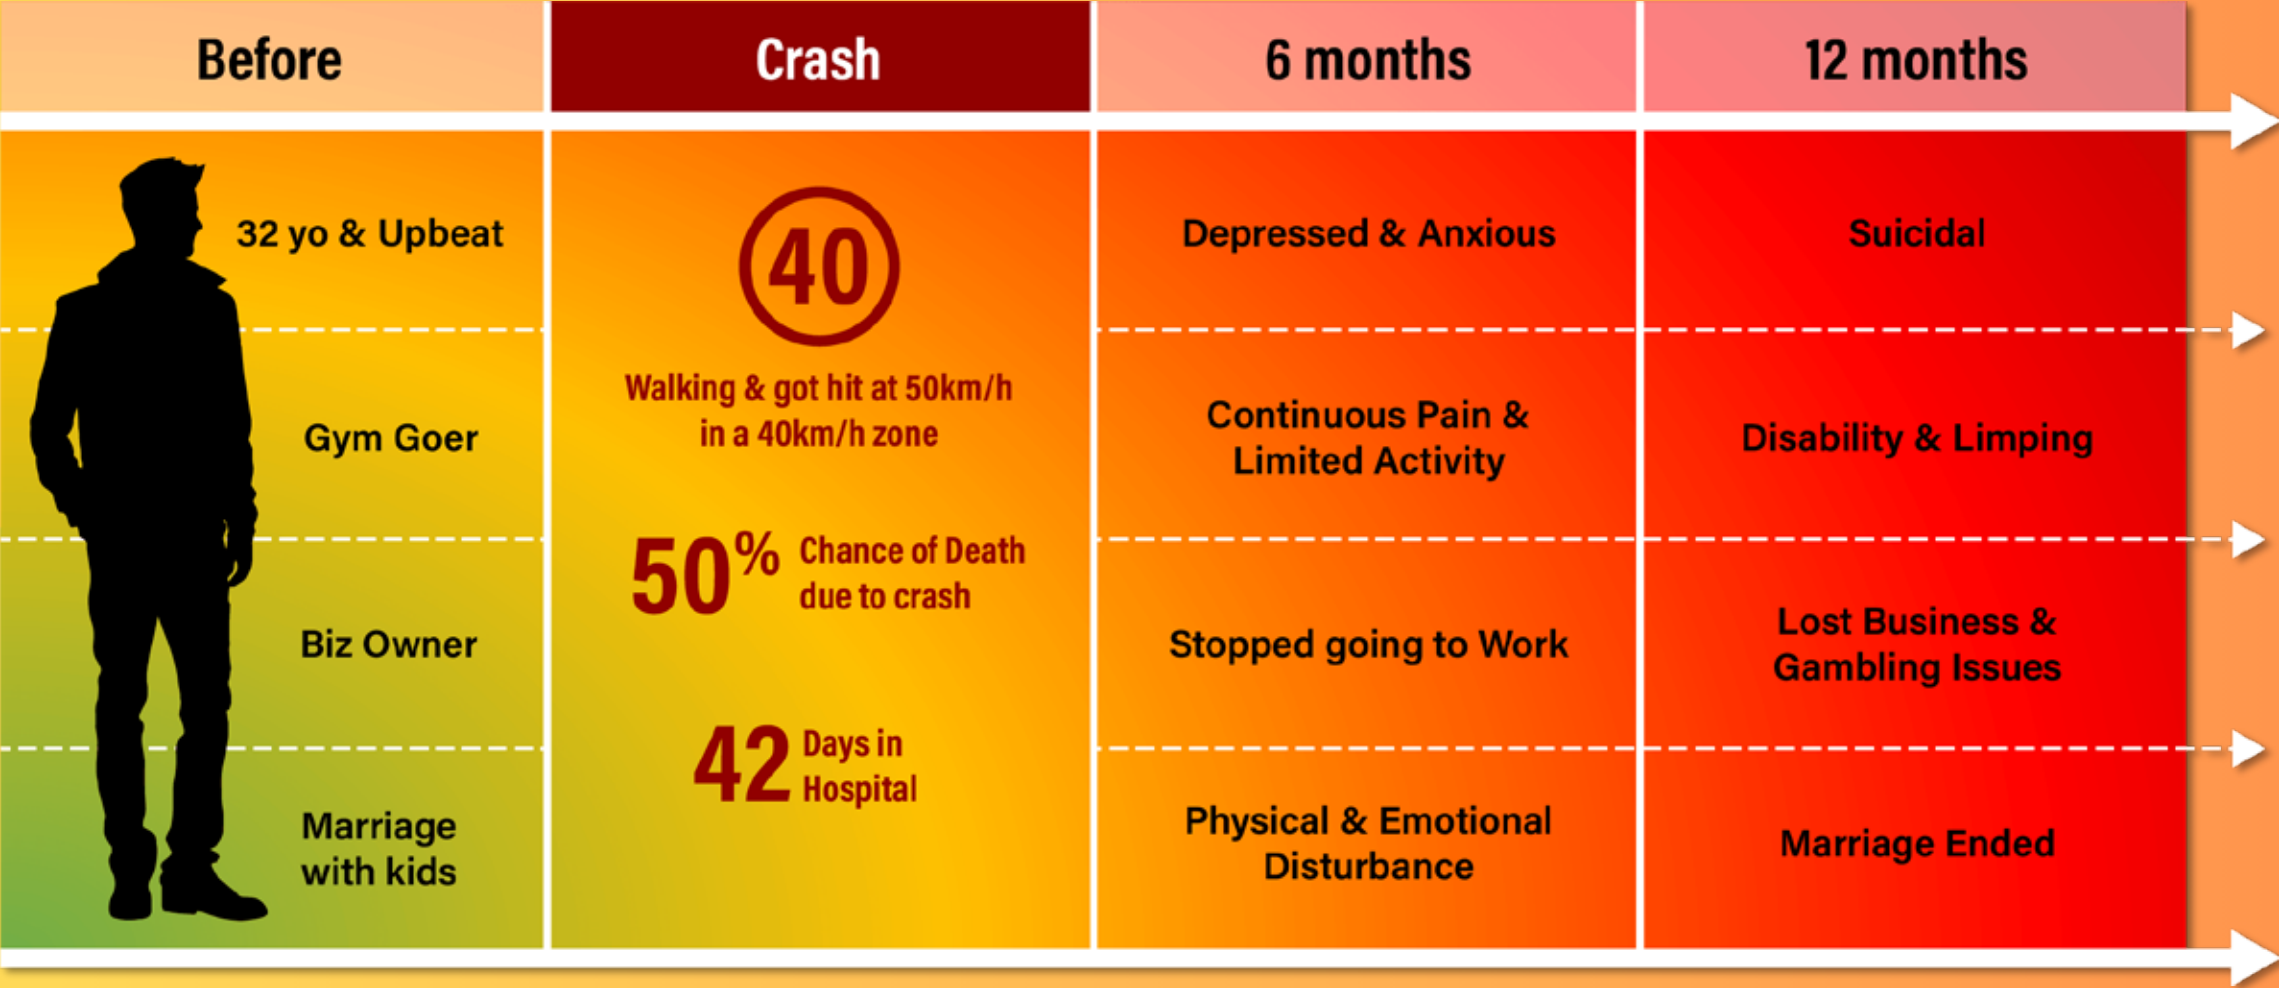 Before
Crash
6 months
12 months
32 yo & Upbeat
Gym Goer
Biz Owner
Marriage
with kids
40
Walking & got hit at 50km/h
in a 40km/h zone
50% Chance of Death
due to crash
42 Days in
Hospital
Depressed & Anxious
Continuous Pain &
Limited Activity
Stopped going to Work
Physical & Emotional
Disturbance
Suicidal
Disability & Limping
Lost Business &
Gambling Issues
Marriage Ended